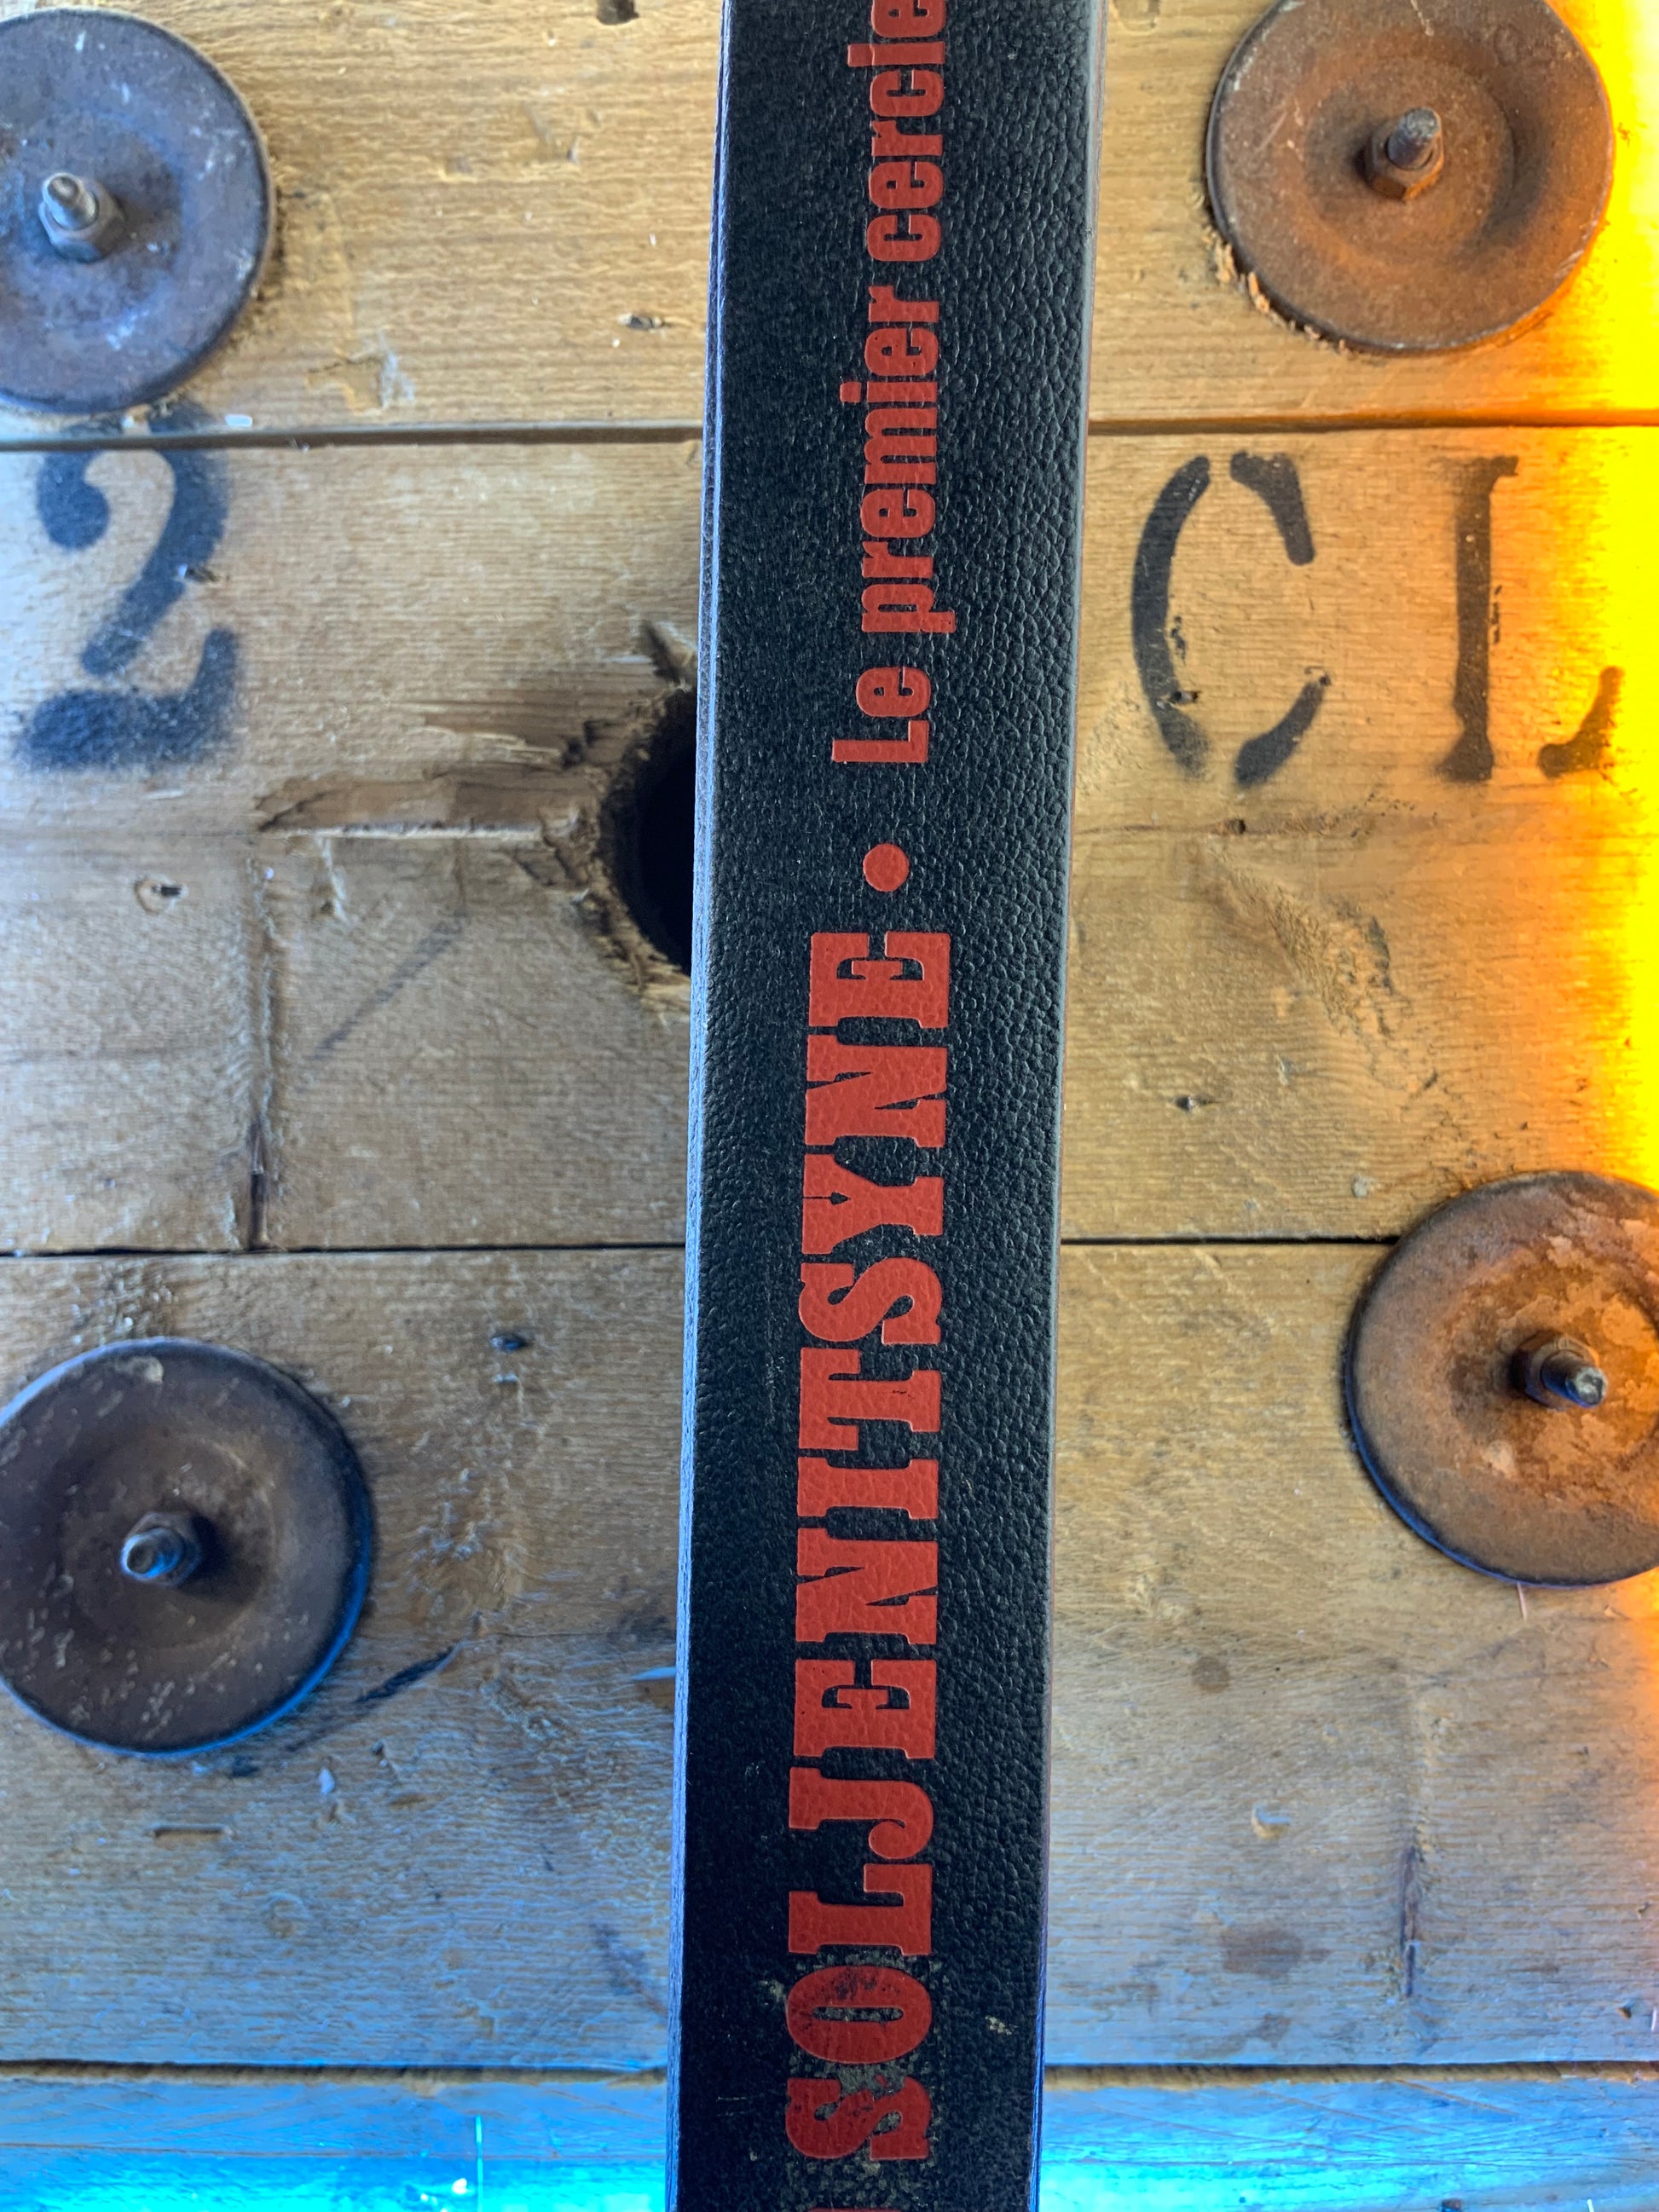 SOLJENITSYNE • Le premier cercle
2
CL